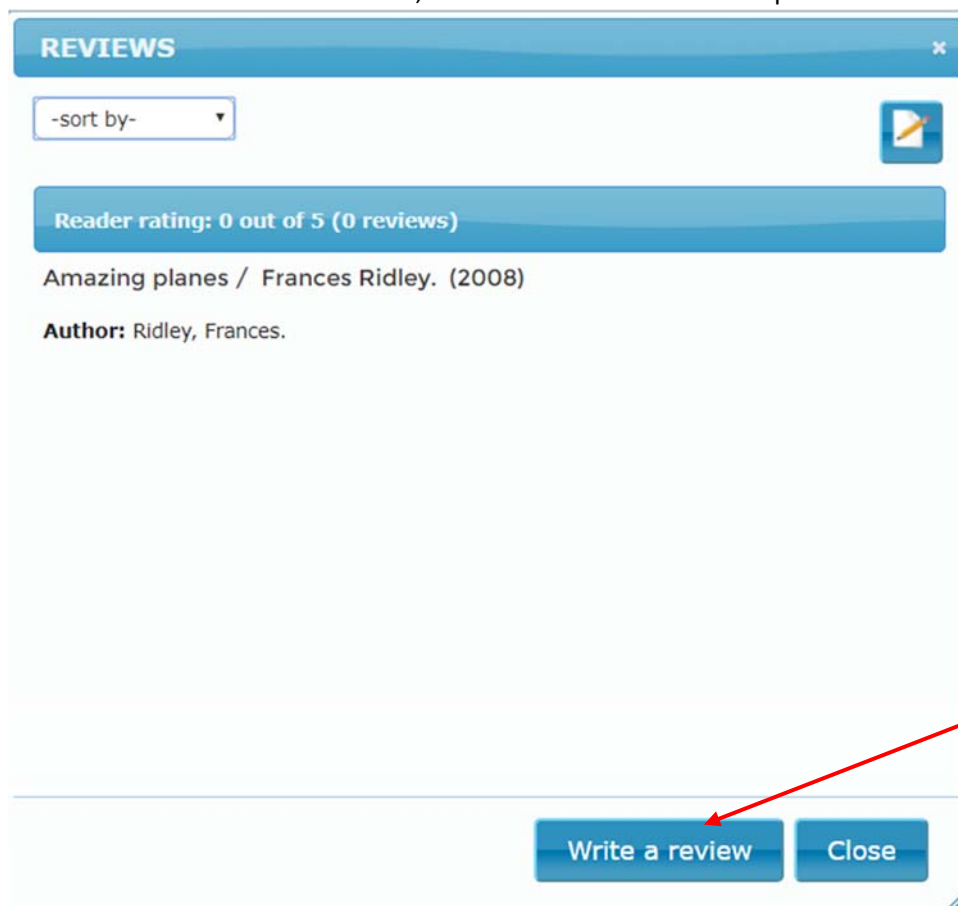 REVIEWS
-sort by-
Reader rating: 0 out of 5 (0 reviews)
Amazing planes / Frances Ridley. (2008)
Author: Ridley, Frances.
Write a review Close